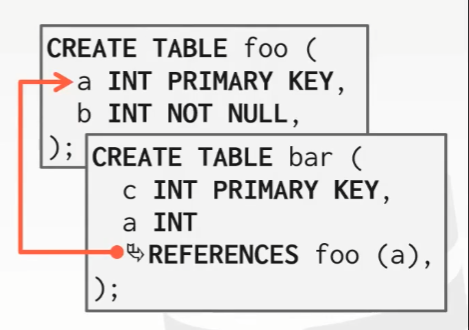 CREATE TABLE foo (
a INT PRIMARY KEY,
b INT NOT NULL,
);
CREATE TABLE bar (
c INT PRIMARY KEY,
a INT
↳REFERENCES foo (a),
);